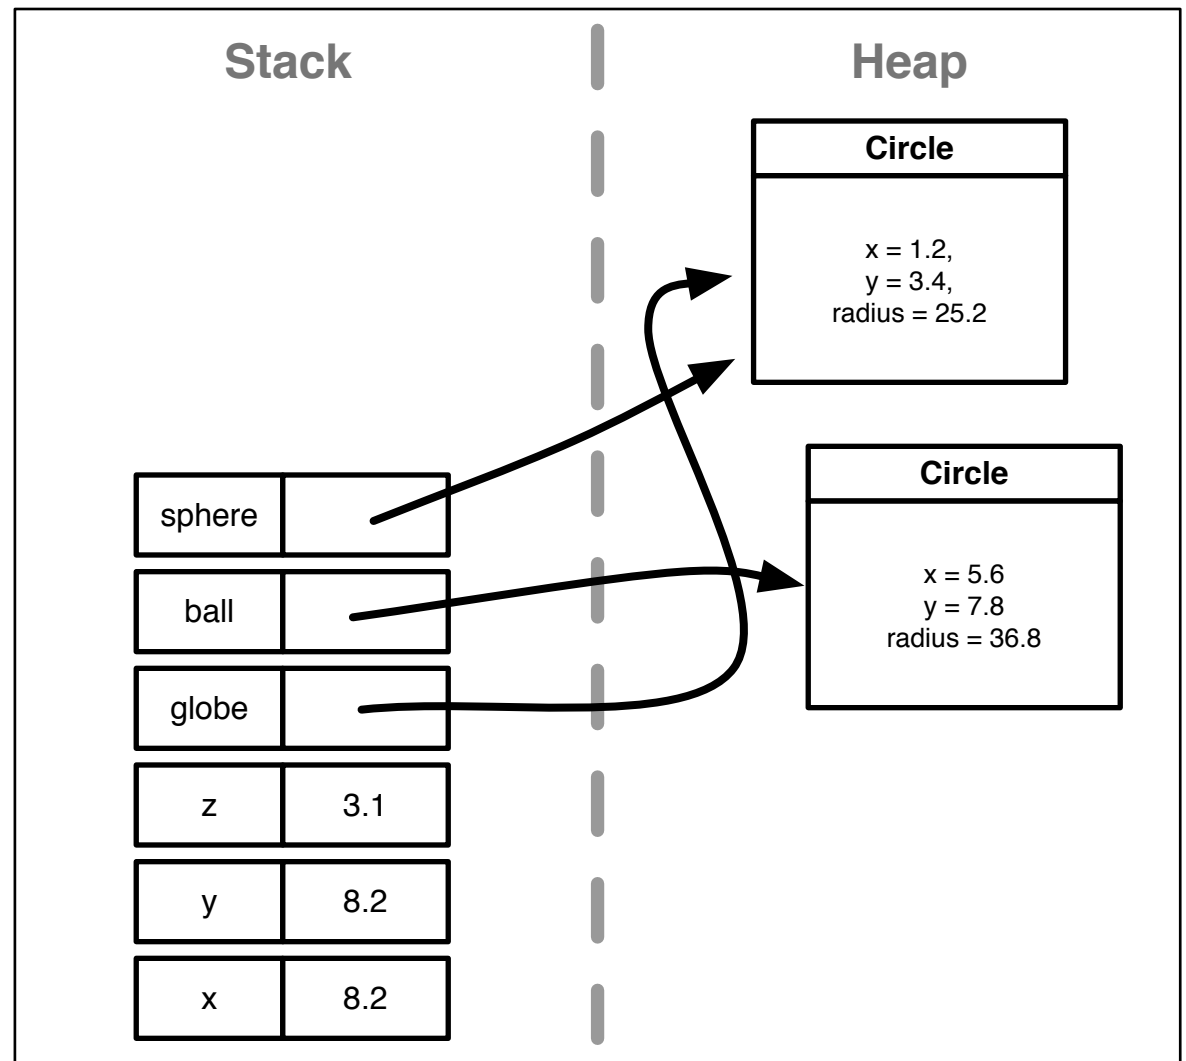 Stack
Heap
Circle
x = 1.2,
y = 3.4,
radius = 25.2
Circle
x = 5.6
y = 7.8
radius = 36.8
sphere
ball
globe
z 3.1
y 8.2
x 8.2